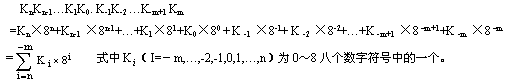 KₙKₙ₋₁…K₁K₀. K₋₁K₋₂ …K₋ₘ₊₁ Kₘ
=Kₙ×8ⁿ+Kₙ₋₁ ×8ⁿ⁻¹+…+K₁×8¹+K₀×8⁰ + K₋₁ ×8⁻¹+ K₋₂ ×8⁻²+…+ K₋ₘ₊₁ ×8⁻ᵐ⁺¹+ K₋ₘ ×8⁻ᵐ
=∑ᵢ₌ₙ⁻ᵐ Kᵢ×8ⁱ 式中Kᵢ（I=－m,…,-2,-1,0,1,…,n）为0～8八个数字符号中的一个。